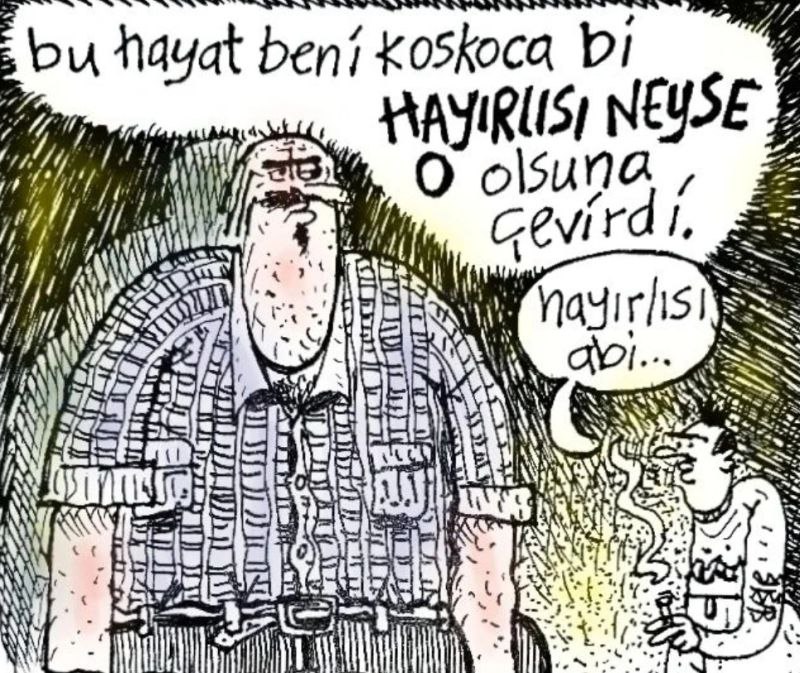 bu hayat beni koskoca bi
HAYIRLISI NEYSE
O olsuna
çevirdi.
hayırlısı
abi...